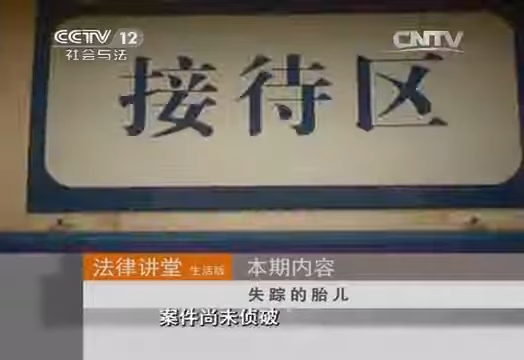 CCTV 12
社会与法
CNTV
接待区
法律讲堂 生活版 本期内容
失踪的胎儿
案件尚未侦破